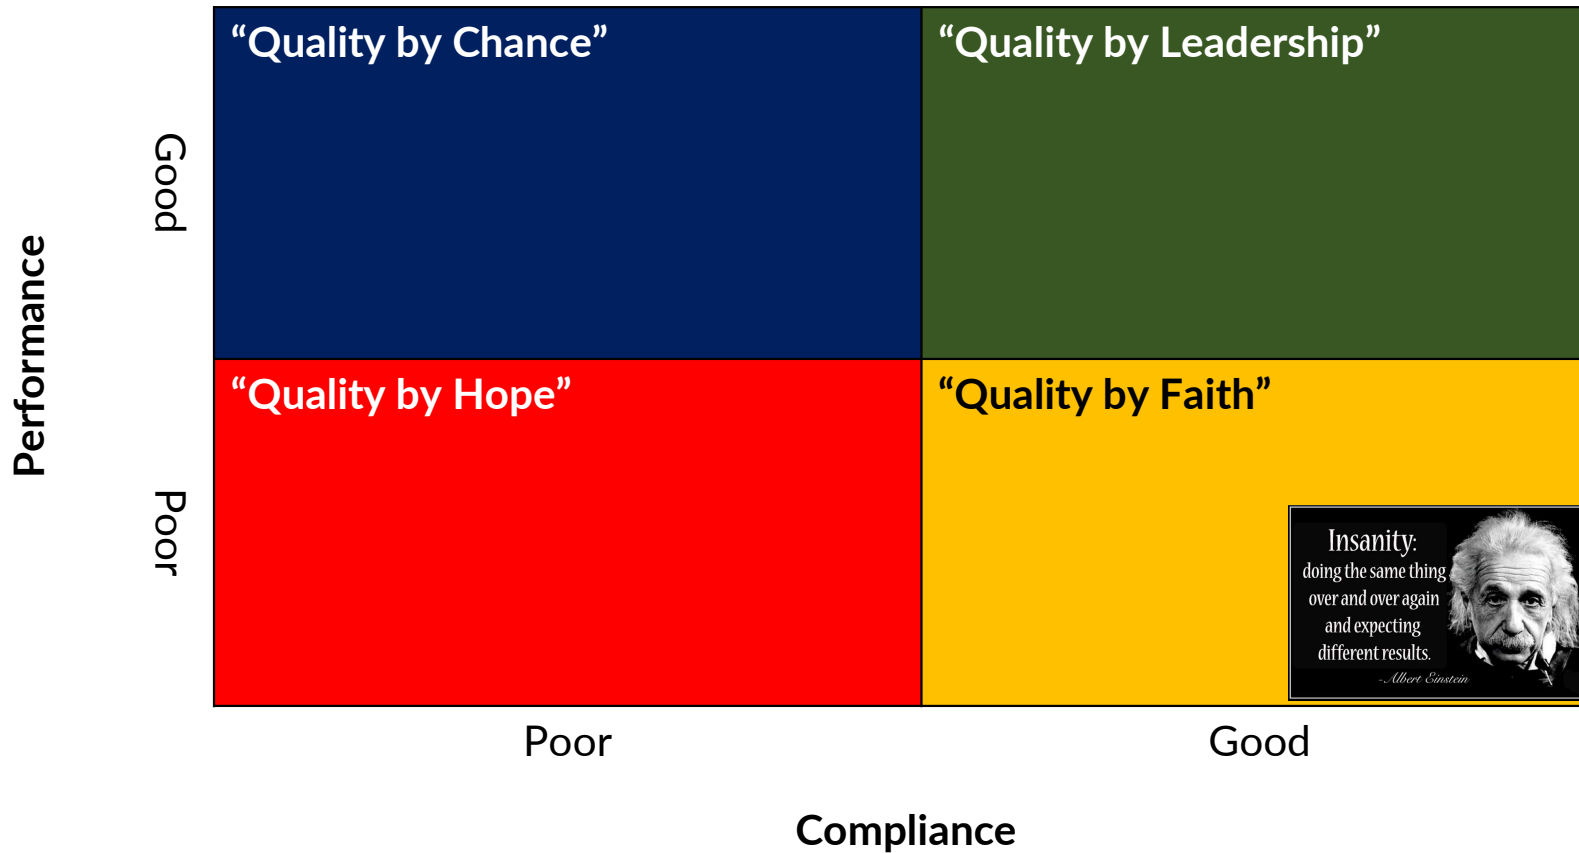 “Quality by Chance”
“Quality by Leadership”
Good
Performance
“Quality by Hope”
“Quality by Faith”
Poor
Insanity:
doing the same thing
over and over again
and expecting
different results.
-Albert Einstein
Poor
Good
Compliance